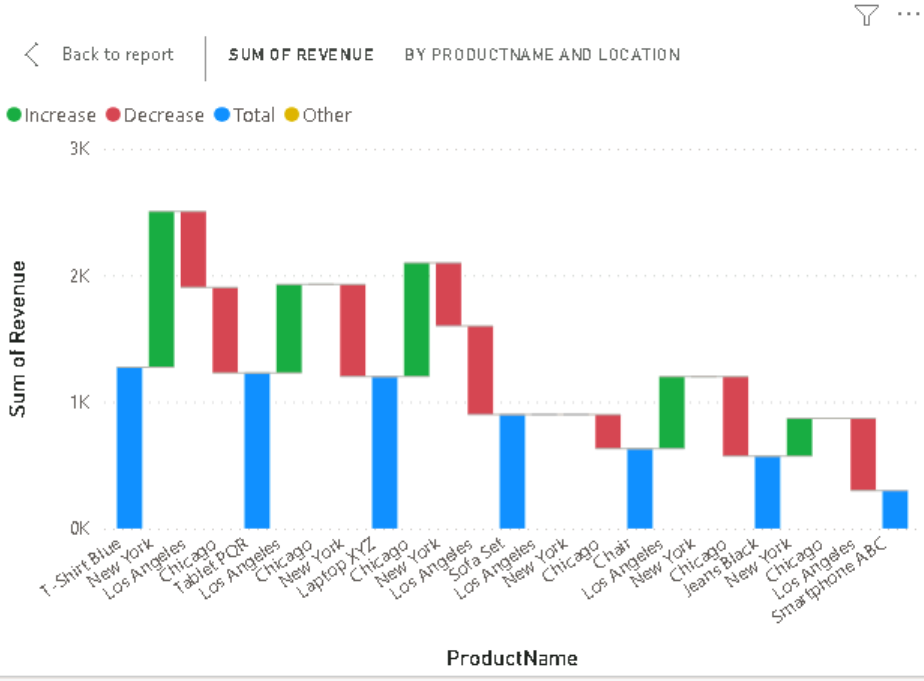 Back to report SUM OF REVENUE BY PRODUCTNAME AND LOCATION
Increase Decrease Total Other
3K
2K
1K
0K
Sum of Revenue
T-Shirt Blue
New York
Los Angeles
Chicago
Tablet PQR
Los Angeles
Chicago
New York
Laptop XYZ
Chicago
New York
Los Angeles
Sofa Set
Los Angeles
New York
Chicago
Chair
Los Angeles
New York
Chicago
Jeans Black
New York
Chicago
Los Angeles
Smartphone ABC
ProductName